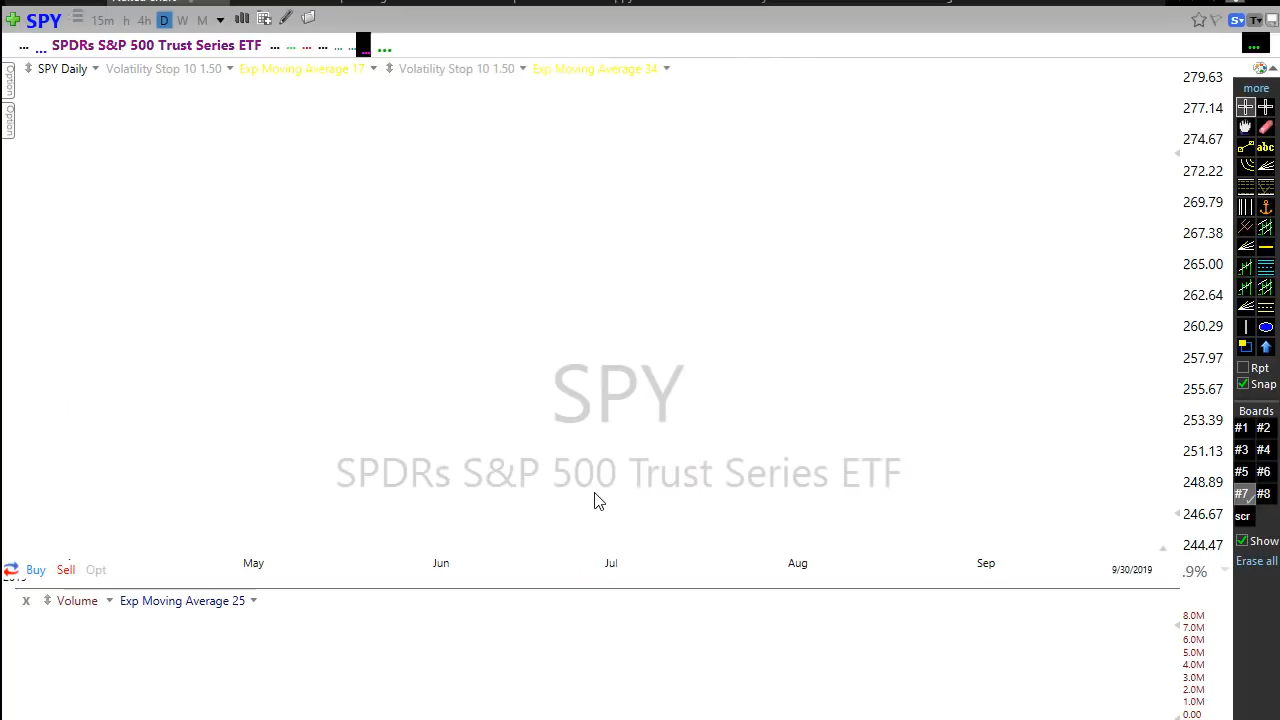 SPY 15m h 4h D W M S T
... ... SPDRs S&P 500 Trust Series ETF ... ... ... ... ... ... ... ... ...
SPY Daily Volatility Stop 10 1.50 Exp Moving Average 17 Volatility Stop 10 1.50 Exp Moving Average 34
Option
Option
279.63
277.14
274.67
272.22
269.79
267.38
265.00
262.64
260.29
257.97
255.67
253.39
251.13
248.89
246.67
244.47
.9%
SPY
SPDRs S&P 500 Trust Series ETF
May Jun Jul Aug Sep 9/30/2019
Buy Sell Opt
X Volume Exp Moving Average 25
8.0M
7.0M
6.0M
5.0M
4.0M
3.0M
2.0M
1.0M
0.00
more
abc
Rpt
Snap
Boards
#1 #2
#3 #4
#5 #6
#7 #8
scr
Show
Erase all